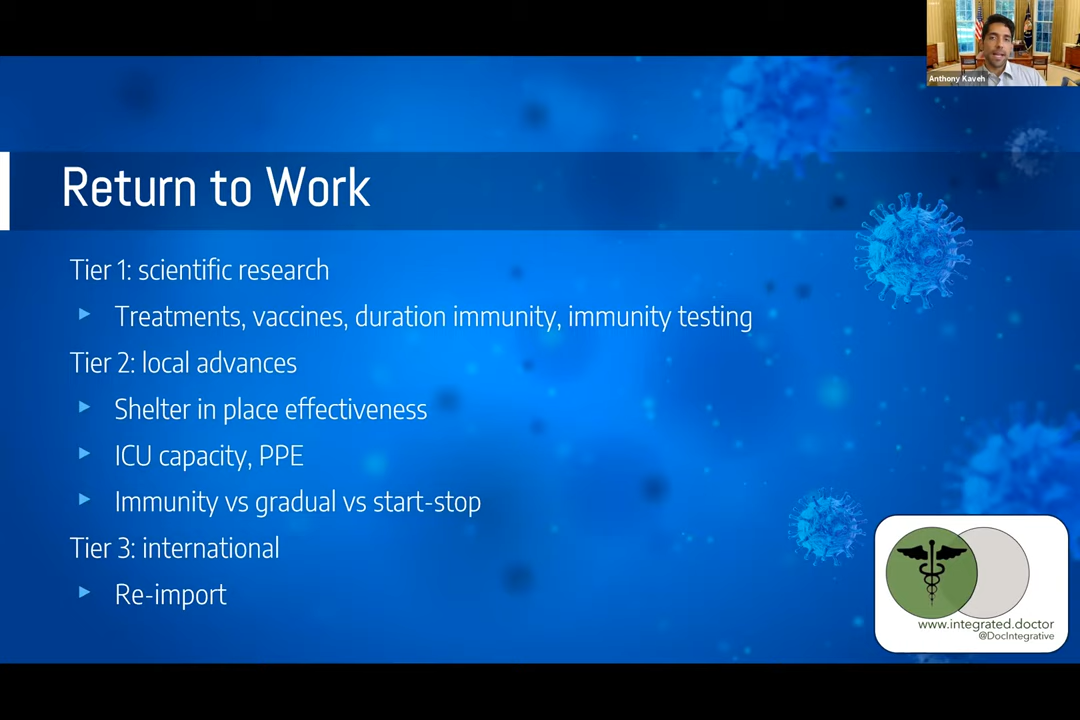 Anthony Kaveh
Return to Work
Tier 1: scientific research
Treatments, vaccines, duration immunity, immunity testing
Tier 2: local advances
Shelter in place effectiveness
ICU capacity, PPE
Immunity vs gradual vs start-stop
Tier 3: international
Re-import
www.integrated.doctor
@DocIntegrative